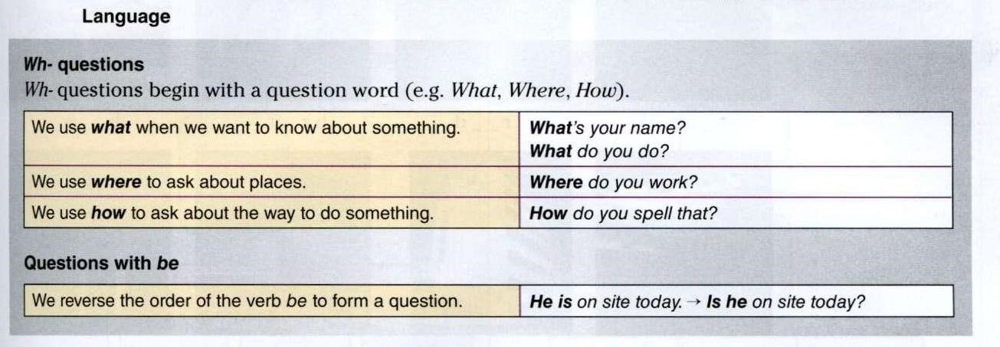 Language
Wh- questions
Wh- questions begin with a question word (e.g. What, Where, How).
We use what when we want to know about something.
What's your name?
What do you do?
We use where to ask about places.
Where do you work?
We use how to ask about the way to do something.
How do you spell that?
Questions with be
We reverse the order of the verb be to form a question.
He is on site today. → Is he on site today?